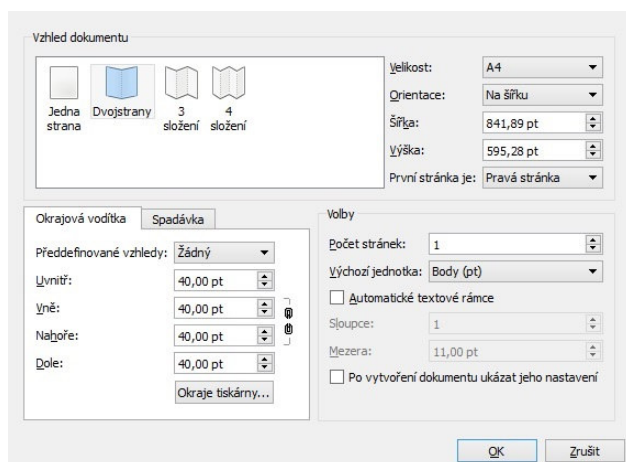 Vzhled dokumentu
Jedna strana
Dvojstrany
3 složení
4 složení
Velikost: A4
Orientace: Na šířku
Šířka: 841,89 pt
Výška: 595,28 pt
První stránka je: Pravá stránka
Okrajová vodítka Spadávka
Předdefinované vzhledy: Žádný
Uvnitř: 40,00 pt
Vně: 40,00 pt
Nahoře: 40,00 pt
Dole: 40,00 pt
Okraje tiskárny...
Volby
Počet stránek: 1
Výchozí jednotka: Body (pt)
Automatické textové rámce
Sloupce: 1
Mezera: 11,00 pt
Po vytvoření dokumentu ukázat jeho nastavení
OK Zrušit